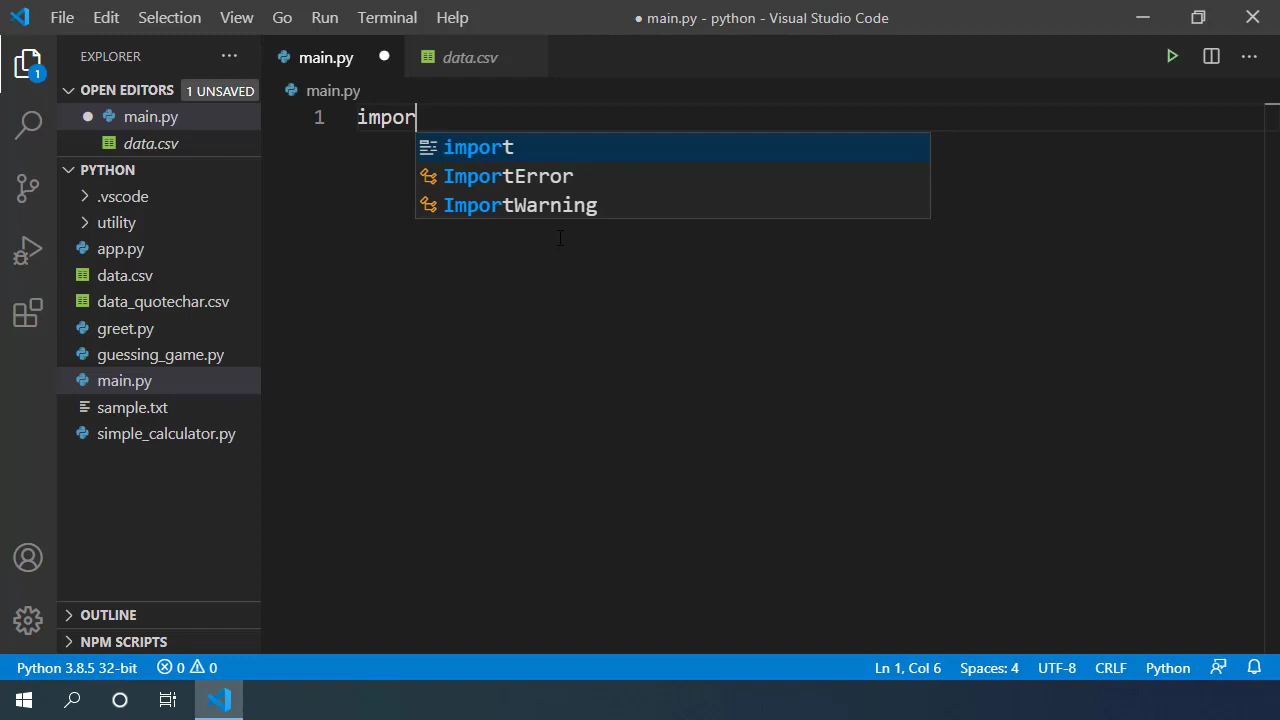 File Edit Selection View Go Run Terminal Help ● main.py - python - Visual Studio Code
EXPLORER
main.py data.csv
OPEN EDITORS 1 UNSAVED
main.py
data.csv
PYTHON
.vscode
utility
app.py
data.csv
data_quotechar.csv
greet.py
guessing_game.py
main.py
sample.txt
simple_calculator.py
OUTLINE
NPM SCRIPTS
1
main.py
1 impor
import
ImportError
ImportWarning
Python 3.8.5 32-bit 0 0 Ln 1, Col 6 Spaces: 4 UTF-8 CRLF Python